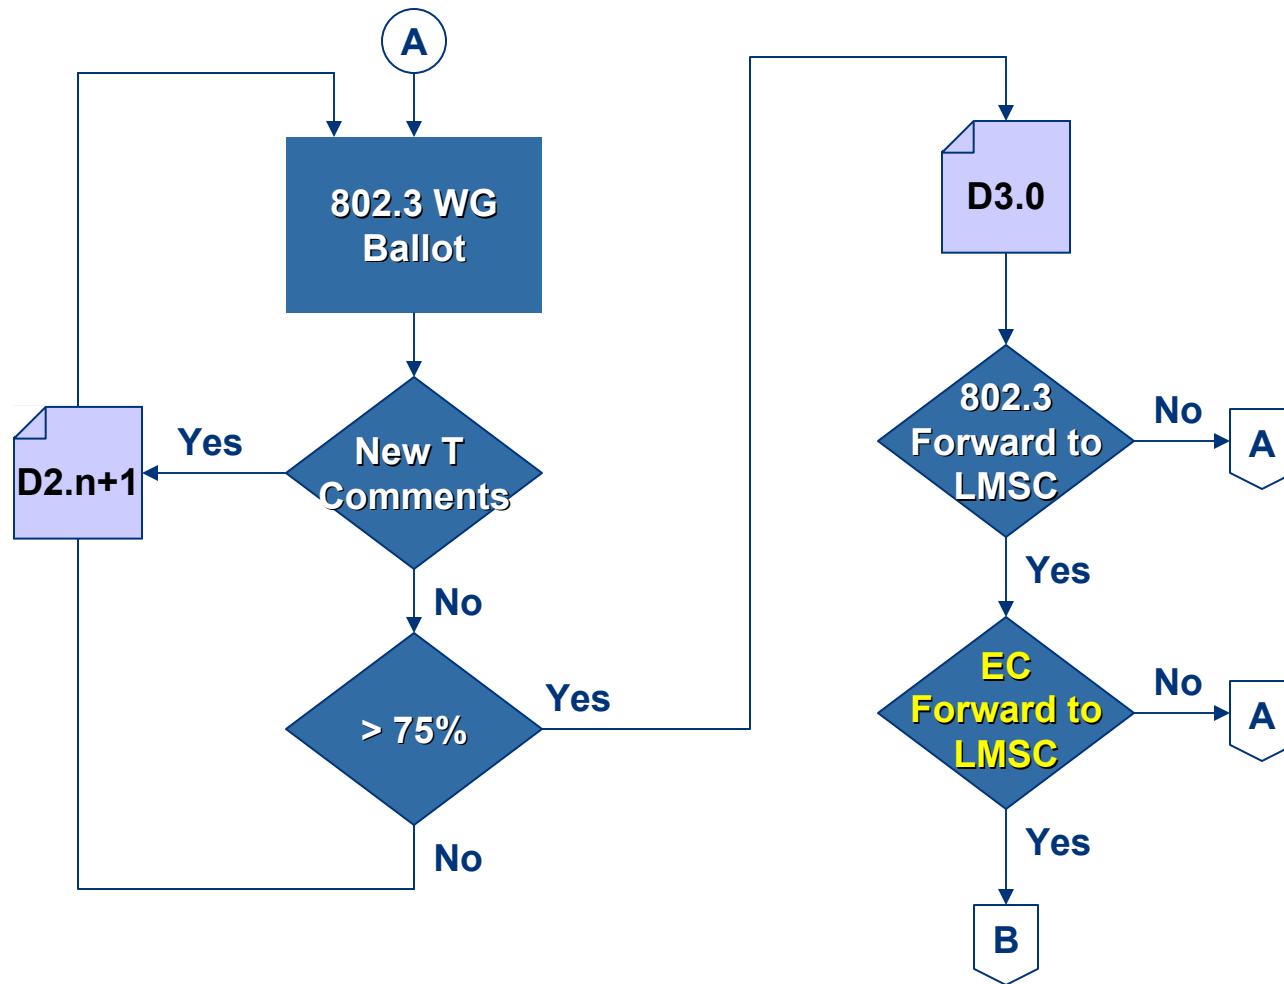 A
802.3 WG
Ballot
New T
Comments
Yes
D2.n+1
No
> 75%
Yes
No
D3.0
802.3
Forward to
LMSC
No
A
Yes
EC
Forward to
LMSC
No
A
Yes
B